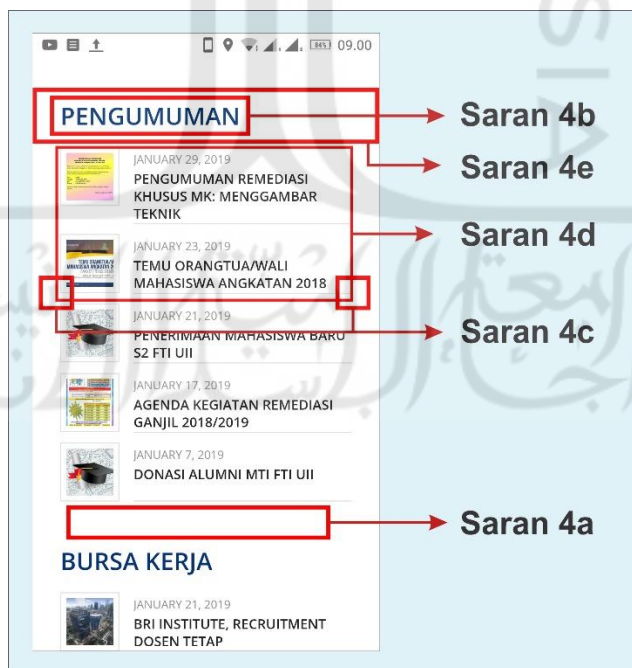 84% 09.00
PENGUMUMAN
Saran 4b
Saran 4e
JANUARY 29, 2019
PENGUMUMAN REMEDIASI
KHUSUS MK: MENGGAMBAR
TEKNIK
Saran 4d
JANUARY 23, 2019
TEMU ORANGTUA/WALI
MAHASISWA ANGKATAN 2018
Saran 4c
JANUARY 21, 2019
PENERIMAAN MAHASISWA BARU
S2 FTI UII
JANUARY 17, 2019
AGENDA KEGIATAN REMEDIASI
GANJIL 2018/2019
JANUARY 7, 2019
DONASI ALUMNI MTI FTI UII
Saran 4a
BURSA KERJA
JANUARY 21, 2019
BRI INSTITUTE, RECRUITMENT
DOSEN TETAP